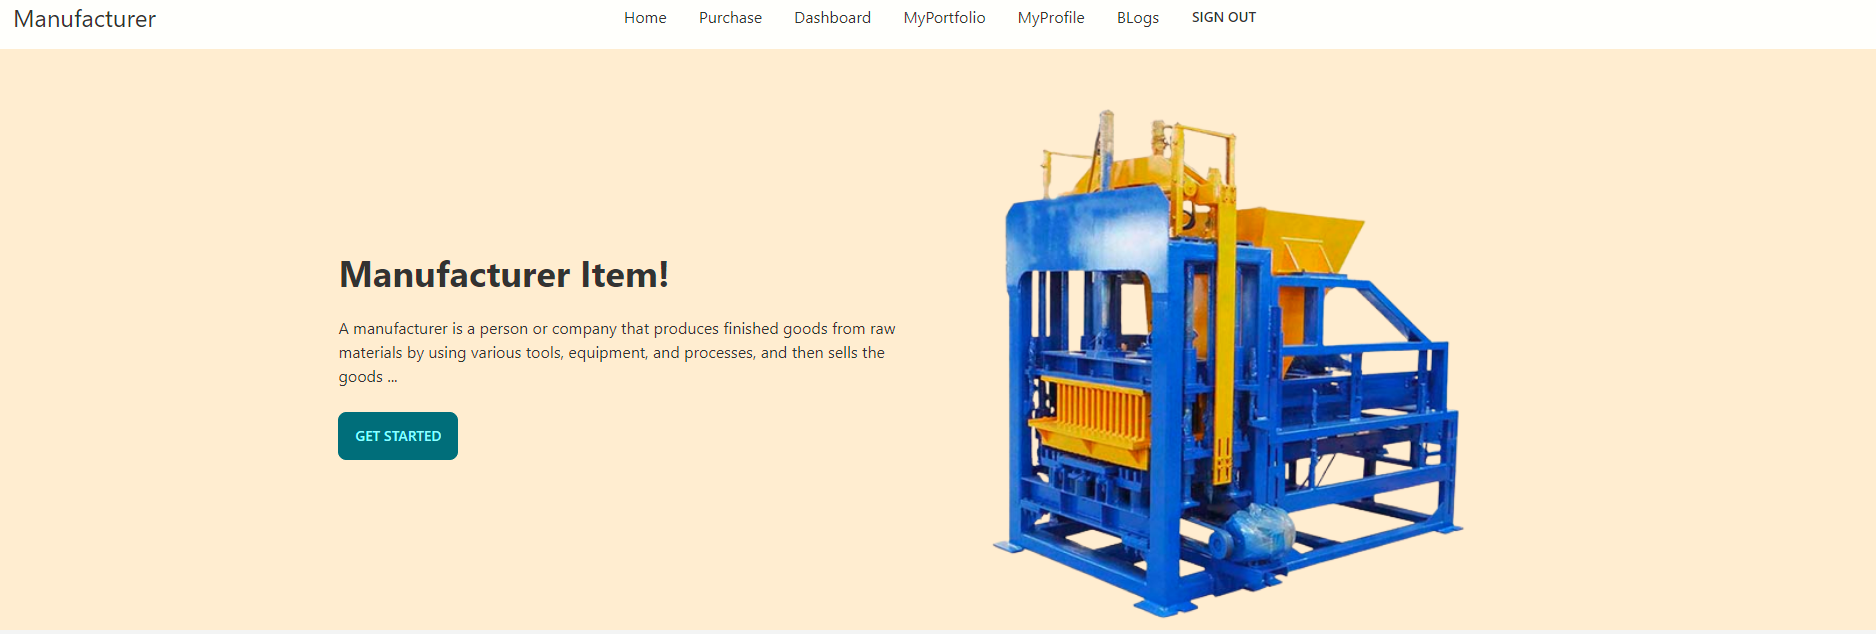 Manufacturer
Home Purchase Dashboard MyPortfolio MyProfile BLogs SIGN OUT
Manufacturer Item!
A manufacturer is a person or company that produces finished goods from raw
materials by using various tools, equipment, and processes, and then sells the
goods ...
GET STARTED